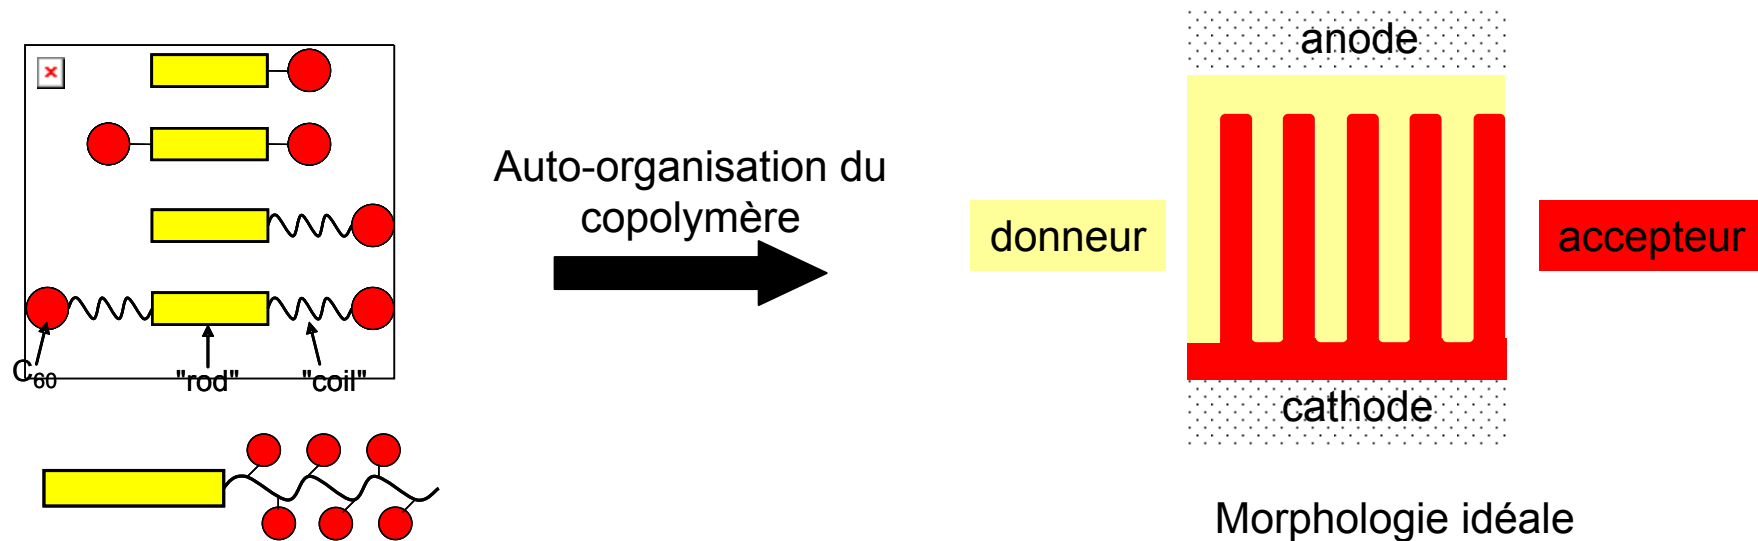 C60
"rod"
"coil"
Auto-organisation du
copolymère
anode
donneur
accepteur
cathode
Morphologie idéale